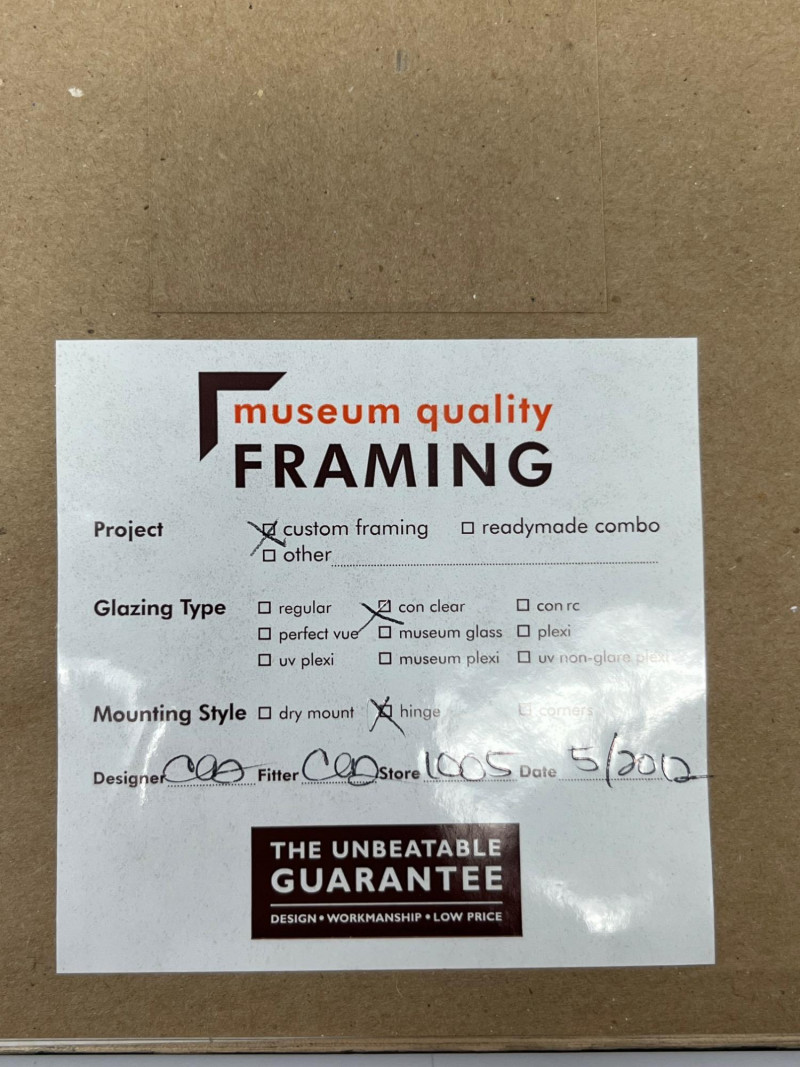 museum quality
FRAMING
Project ☒ custom framing ☐ readymade combo
☐ other
Glazing Type ☐ regular ☒ con clear ☐ con rc
☐ perfect vue ☐ museum glass ☐ plexi
☐ uv plexi ☐ museum plexi ☐ uv non-glare plexi
Mounting Style ☐ dry mount ☒ hinge ☐ corners
Designer Fitter Store 1005 Date 5/2012
THE UNBEATABLE
GUARANTEE
DESIGN • WORKMANSHIP • LOW PRICE